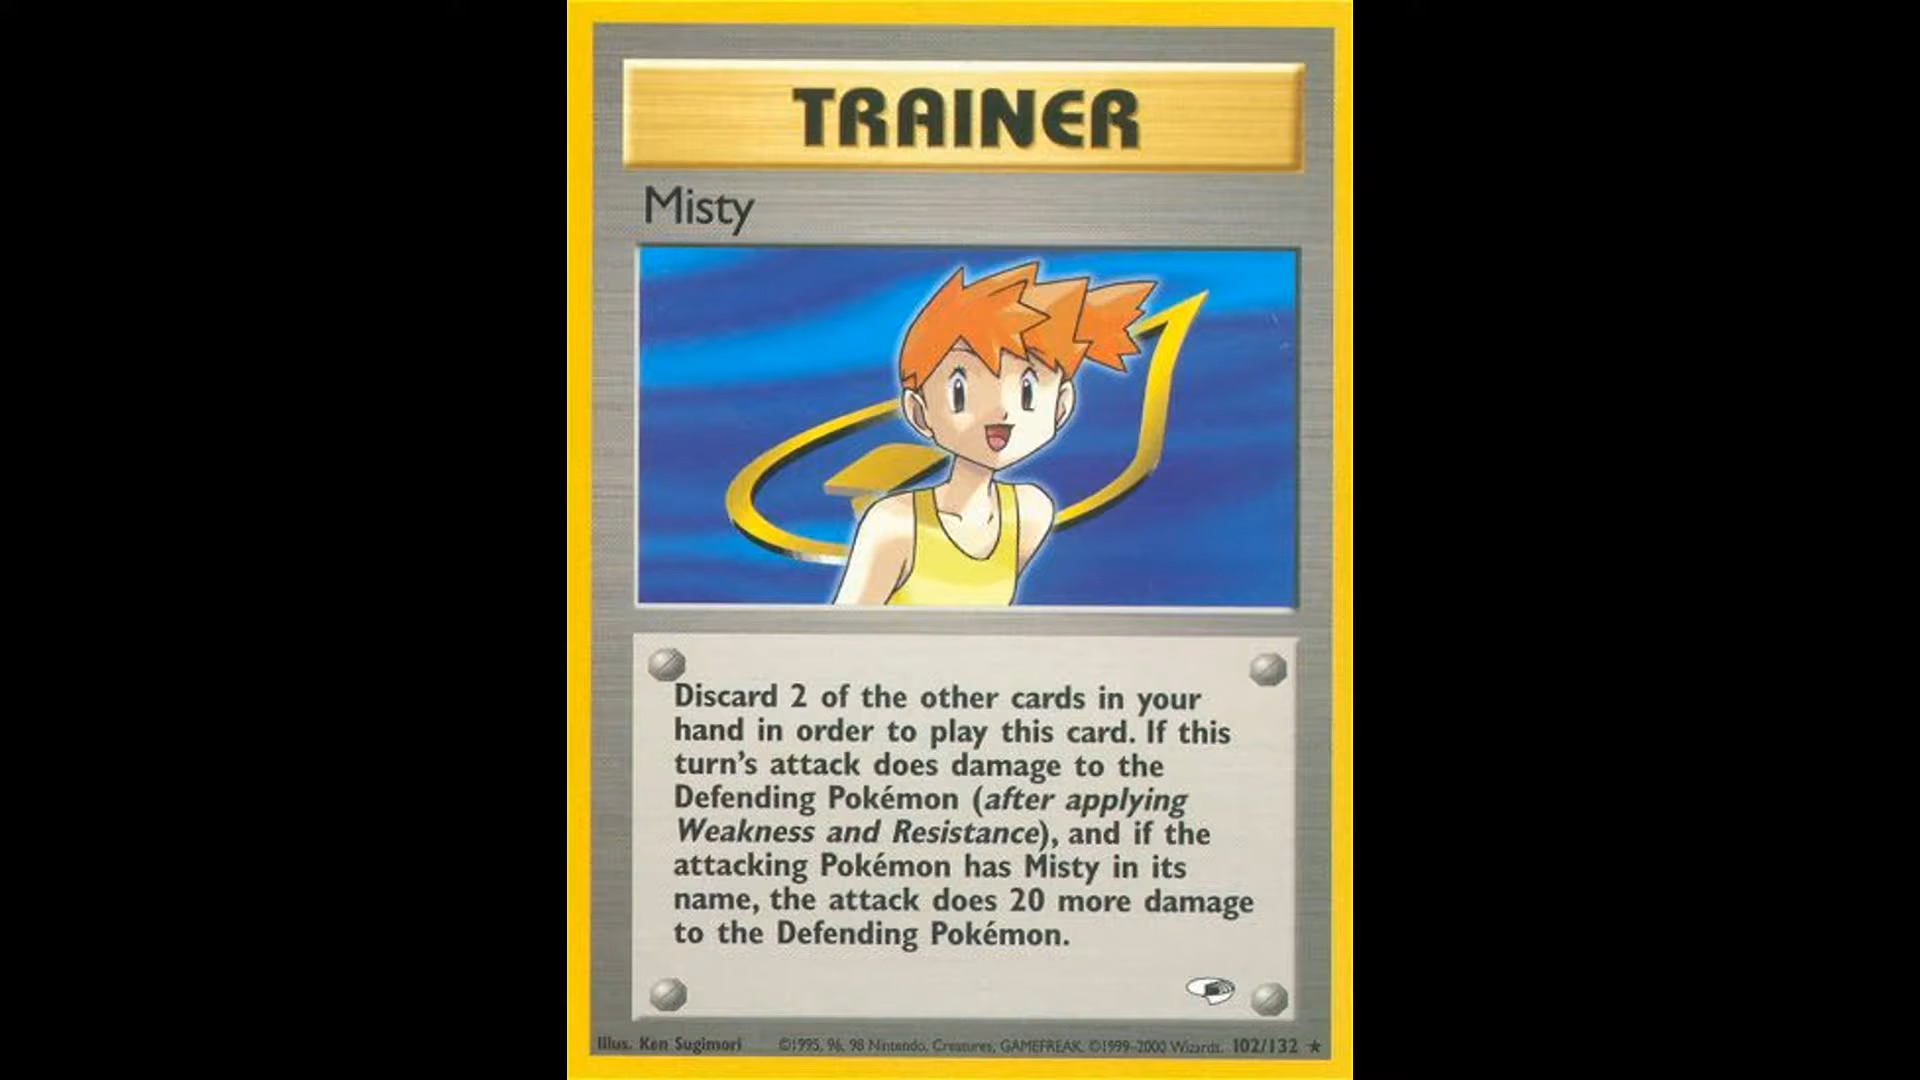 TRAINER
Misty
Discard 2 of the other cards in your
hand in order to play this card. If this
turn's attack does damage to the
Defending Pokémon (after applying
Weakness and Resistance), and if the
attacking Pokémon has Misty in its
name, the attack does 20 more damage
to the Defending Pokémon.
Illus. Ken Sugimori ©1995, 96, 98 Nintendo, Creatures, GAMEFREAK. ©1999-2000 Wizards. 102/132 ★